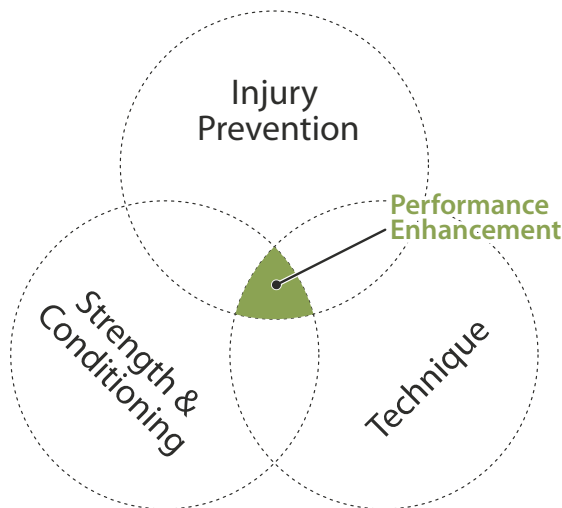 Injury
Prevention
Performance
Enhancement
Strength &
Conditioning
Technique